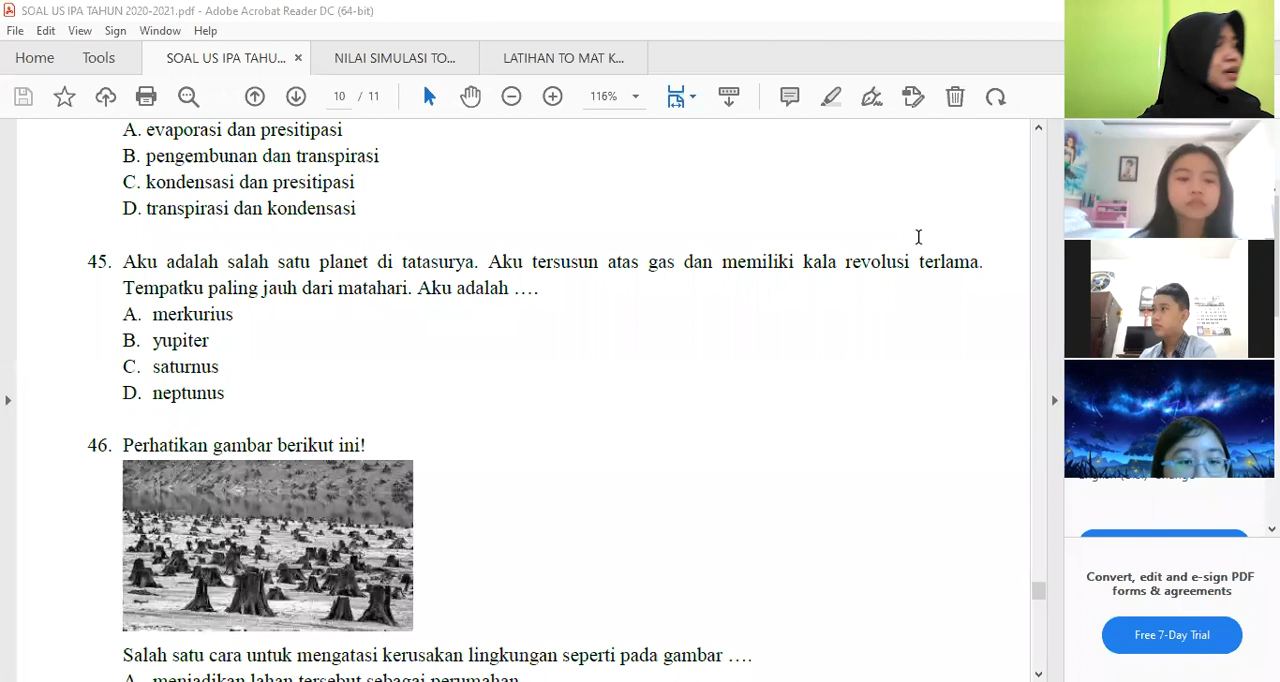 SOAL US IPA TAHUN 2020-2021.pdf - Adobe Acrobat Reader DC (64-bit)
File Edit View Sign Window Help
Home Tools SOAL US IPA TAHU... × NILAI SIMULASI TO... LATIHAN TO MAT K...
10 / 11 116%
A. evaporasi dan presitipasi
B. pengembunan dan transpirasi
C. kondensasi dan presitipasi
D. transpirasi dan kondensasi
45. Aku adalah salah satu planet di tatasurya. Aku tersusun atas gas dan memiliki kala revolusi terlama.
Tempatku paling jauh dari matahari. Aku adalah ….
A. merkurius
B. yupiter
C. saturnus
D. neptunus
46. Perhatikan gambar berikut ini!
Salah satu cara untuk mengatasi kerusakan lingkungan seperti pada gambar ….
A. menjadikan lahan tersebut sebagai perumahan
Convert, edit and e-sign PDF
forms & agreements
Free 7-Day Trial